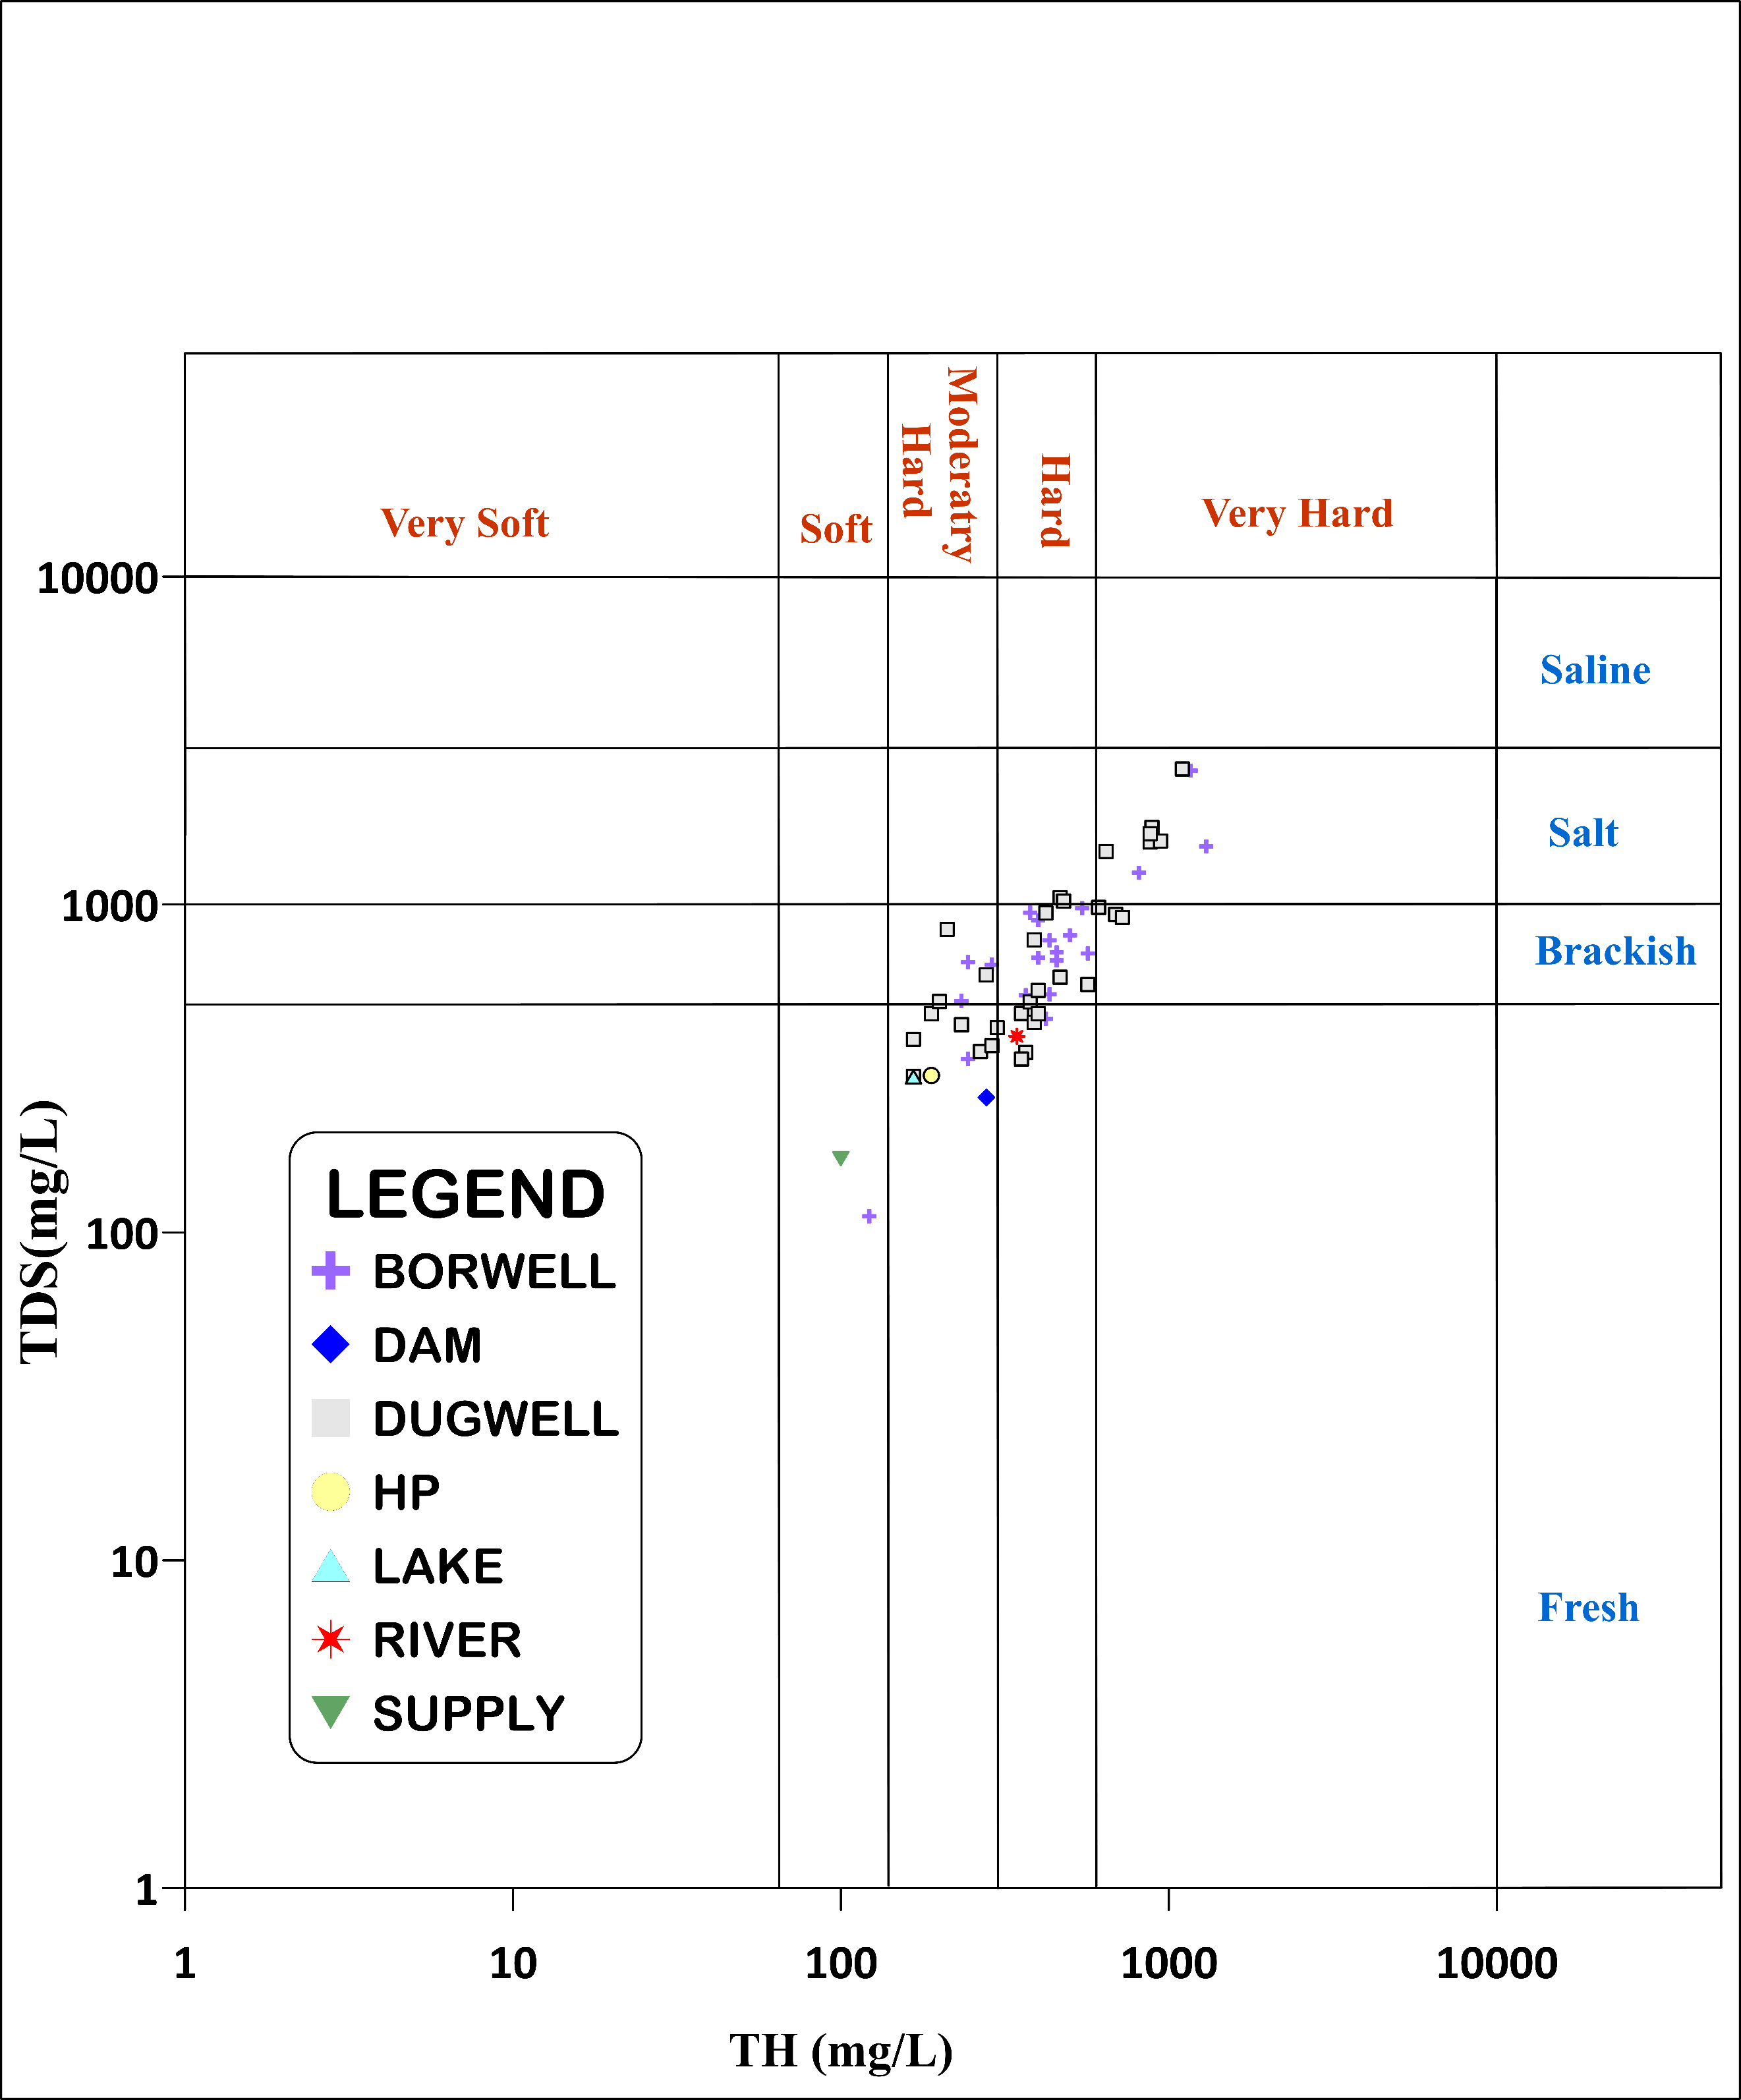 Very Soft
Soft
Moderatry
Hard
Hard
Very Hard
10000
Saline
Salt
1000
Brackish
TDS(mg/L)
100
LEGEND
BORWELL
DAM
DUGWELL
HP
LAKE
RIVER
SUPPLY
10
Fresh
1
1
10
100
1000
10000
TH (mg/L)